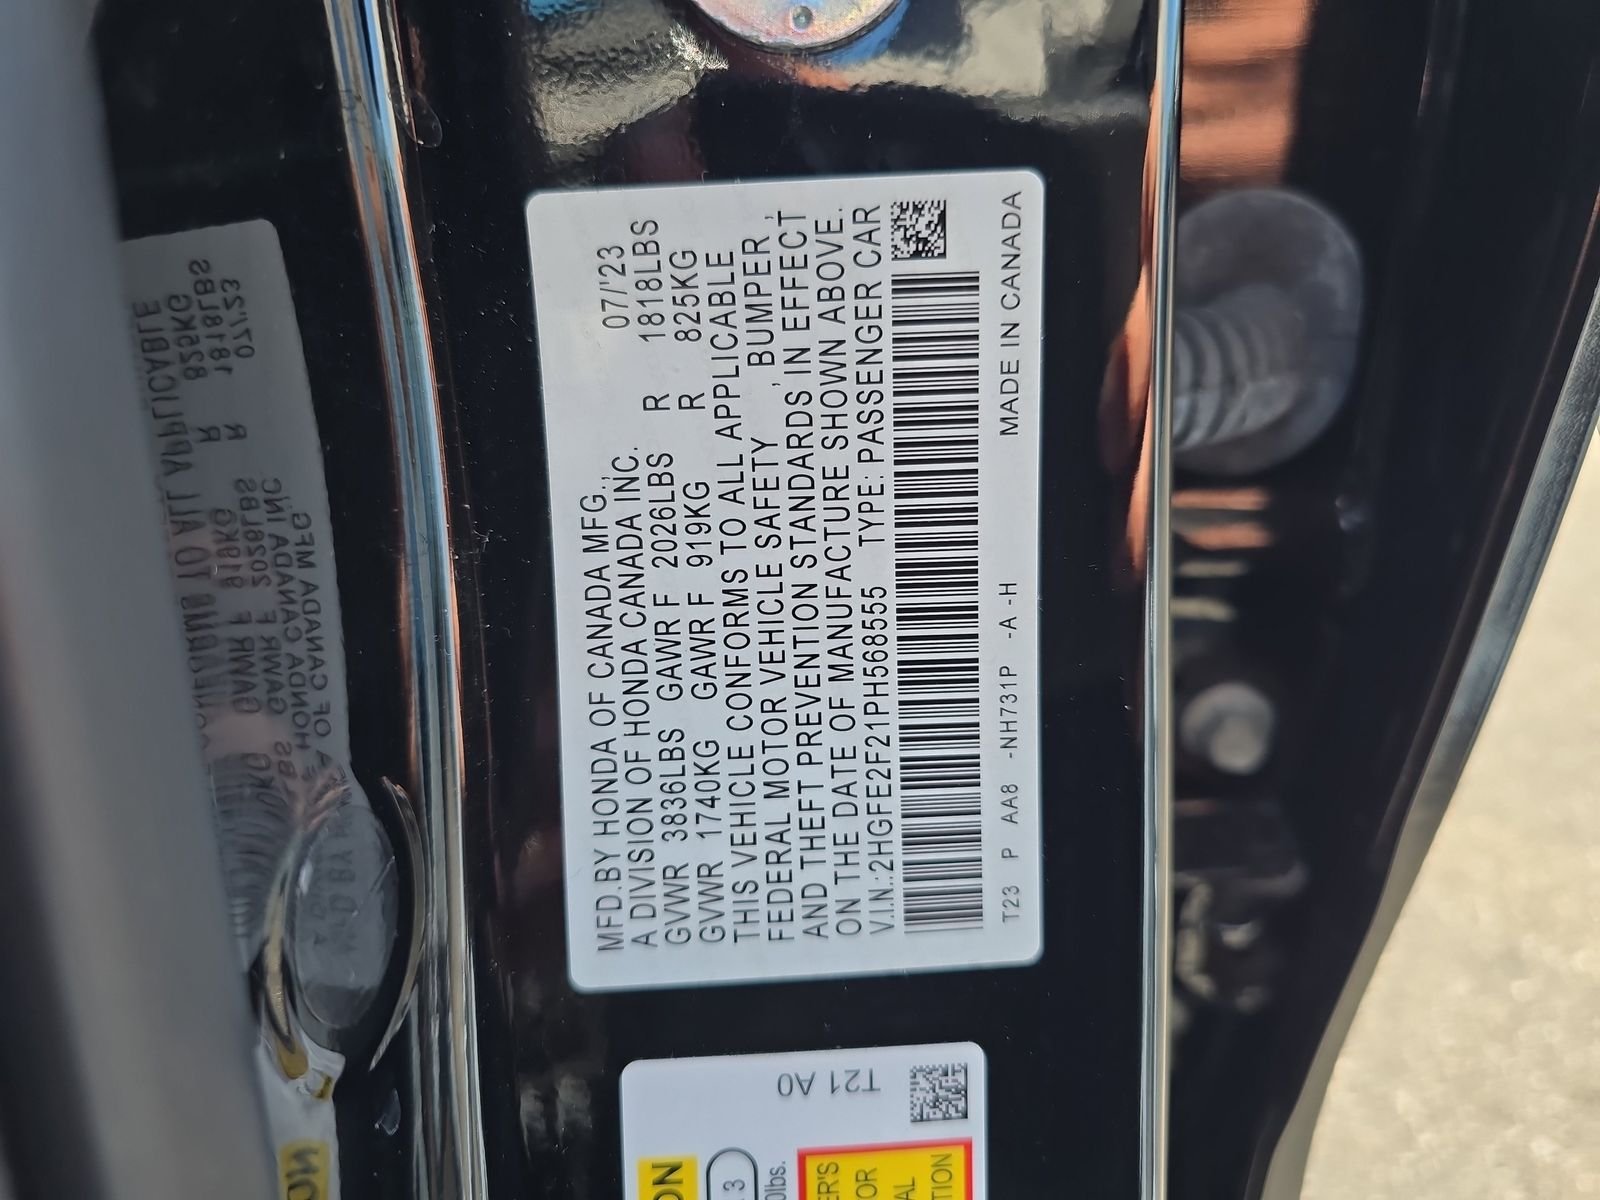 MFD.BY HONDA OF CANADA MFG.,
A DIVISION OF HONDA CANADA INC. 07/'23
GVWR 3836LBS GAWR F 2026LBS R 1818LBS
GVWR 1740KG GAWR F 919KG R 825KG
THIS VEHICLE CONFORMS TO ALL APPLICABLE
FEDERAL MOTOR VEHICLE SAFETY , BUMPER ,
AND THEFT PREVENTION STANDARDS IN EFFECT
ON THE DATE OF MANUFACTURE SHOWN ABOVE.
V.I.N.:2HGFE2F21PH568555 TYPE: PASSENGER CAR
T23 P AA8 -NH731P -A -H MADE IN CANADA
T21 A0